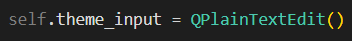 self.theme_input = QPlainTextEdit()